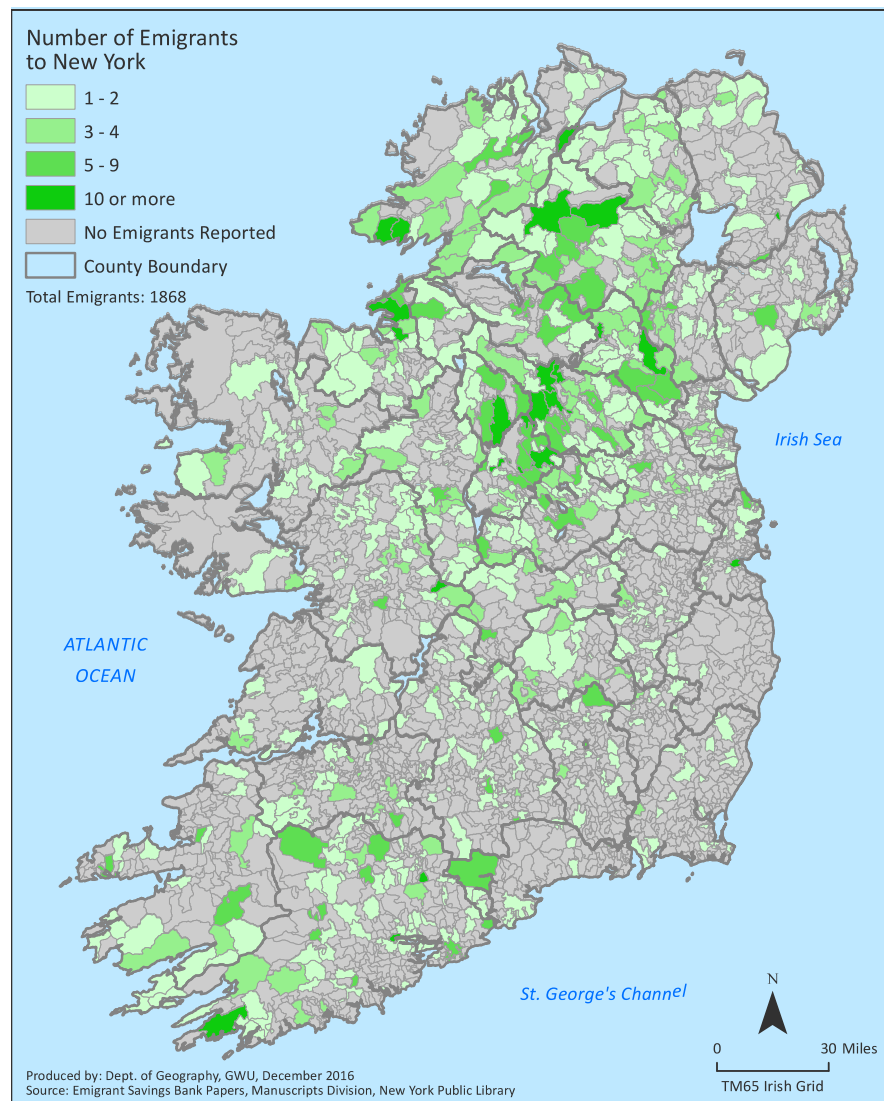 Number of Emigrants
to New York
1 - 2
3 - 4
5 - 9
10 or more
No Emigrants Reported
County Boundary
Total Emigrants: 1868
Irish Sea
ATLANTIC
OCEAN
St. George's Channel
N
0 30 Miles
TM65 Irish Grid
Produced by: Dept. of Geography, GWU, December 2016
Source: Emigrant Savings Bank Papers, Manuscripts Division, New York Public Library